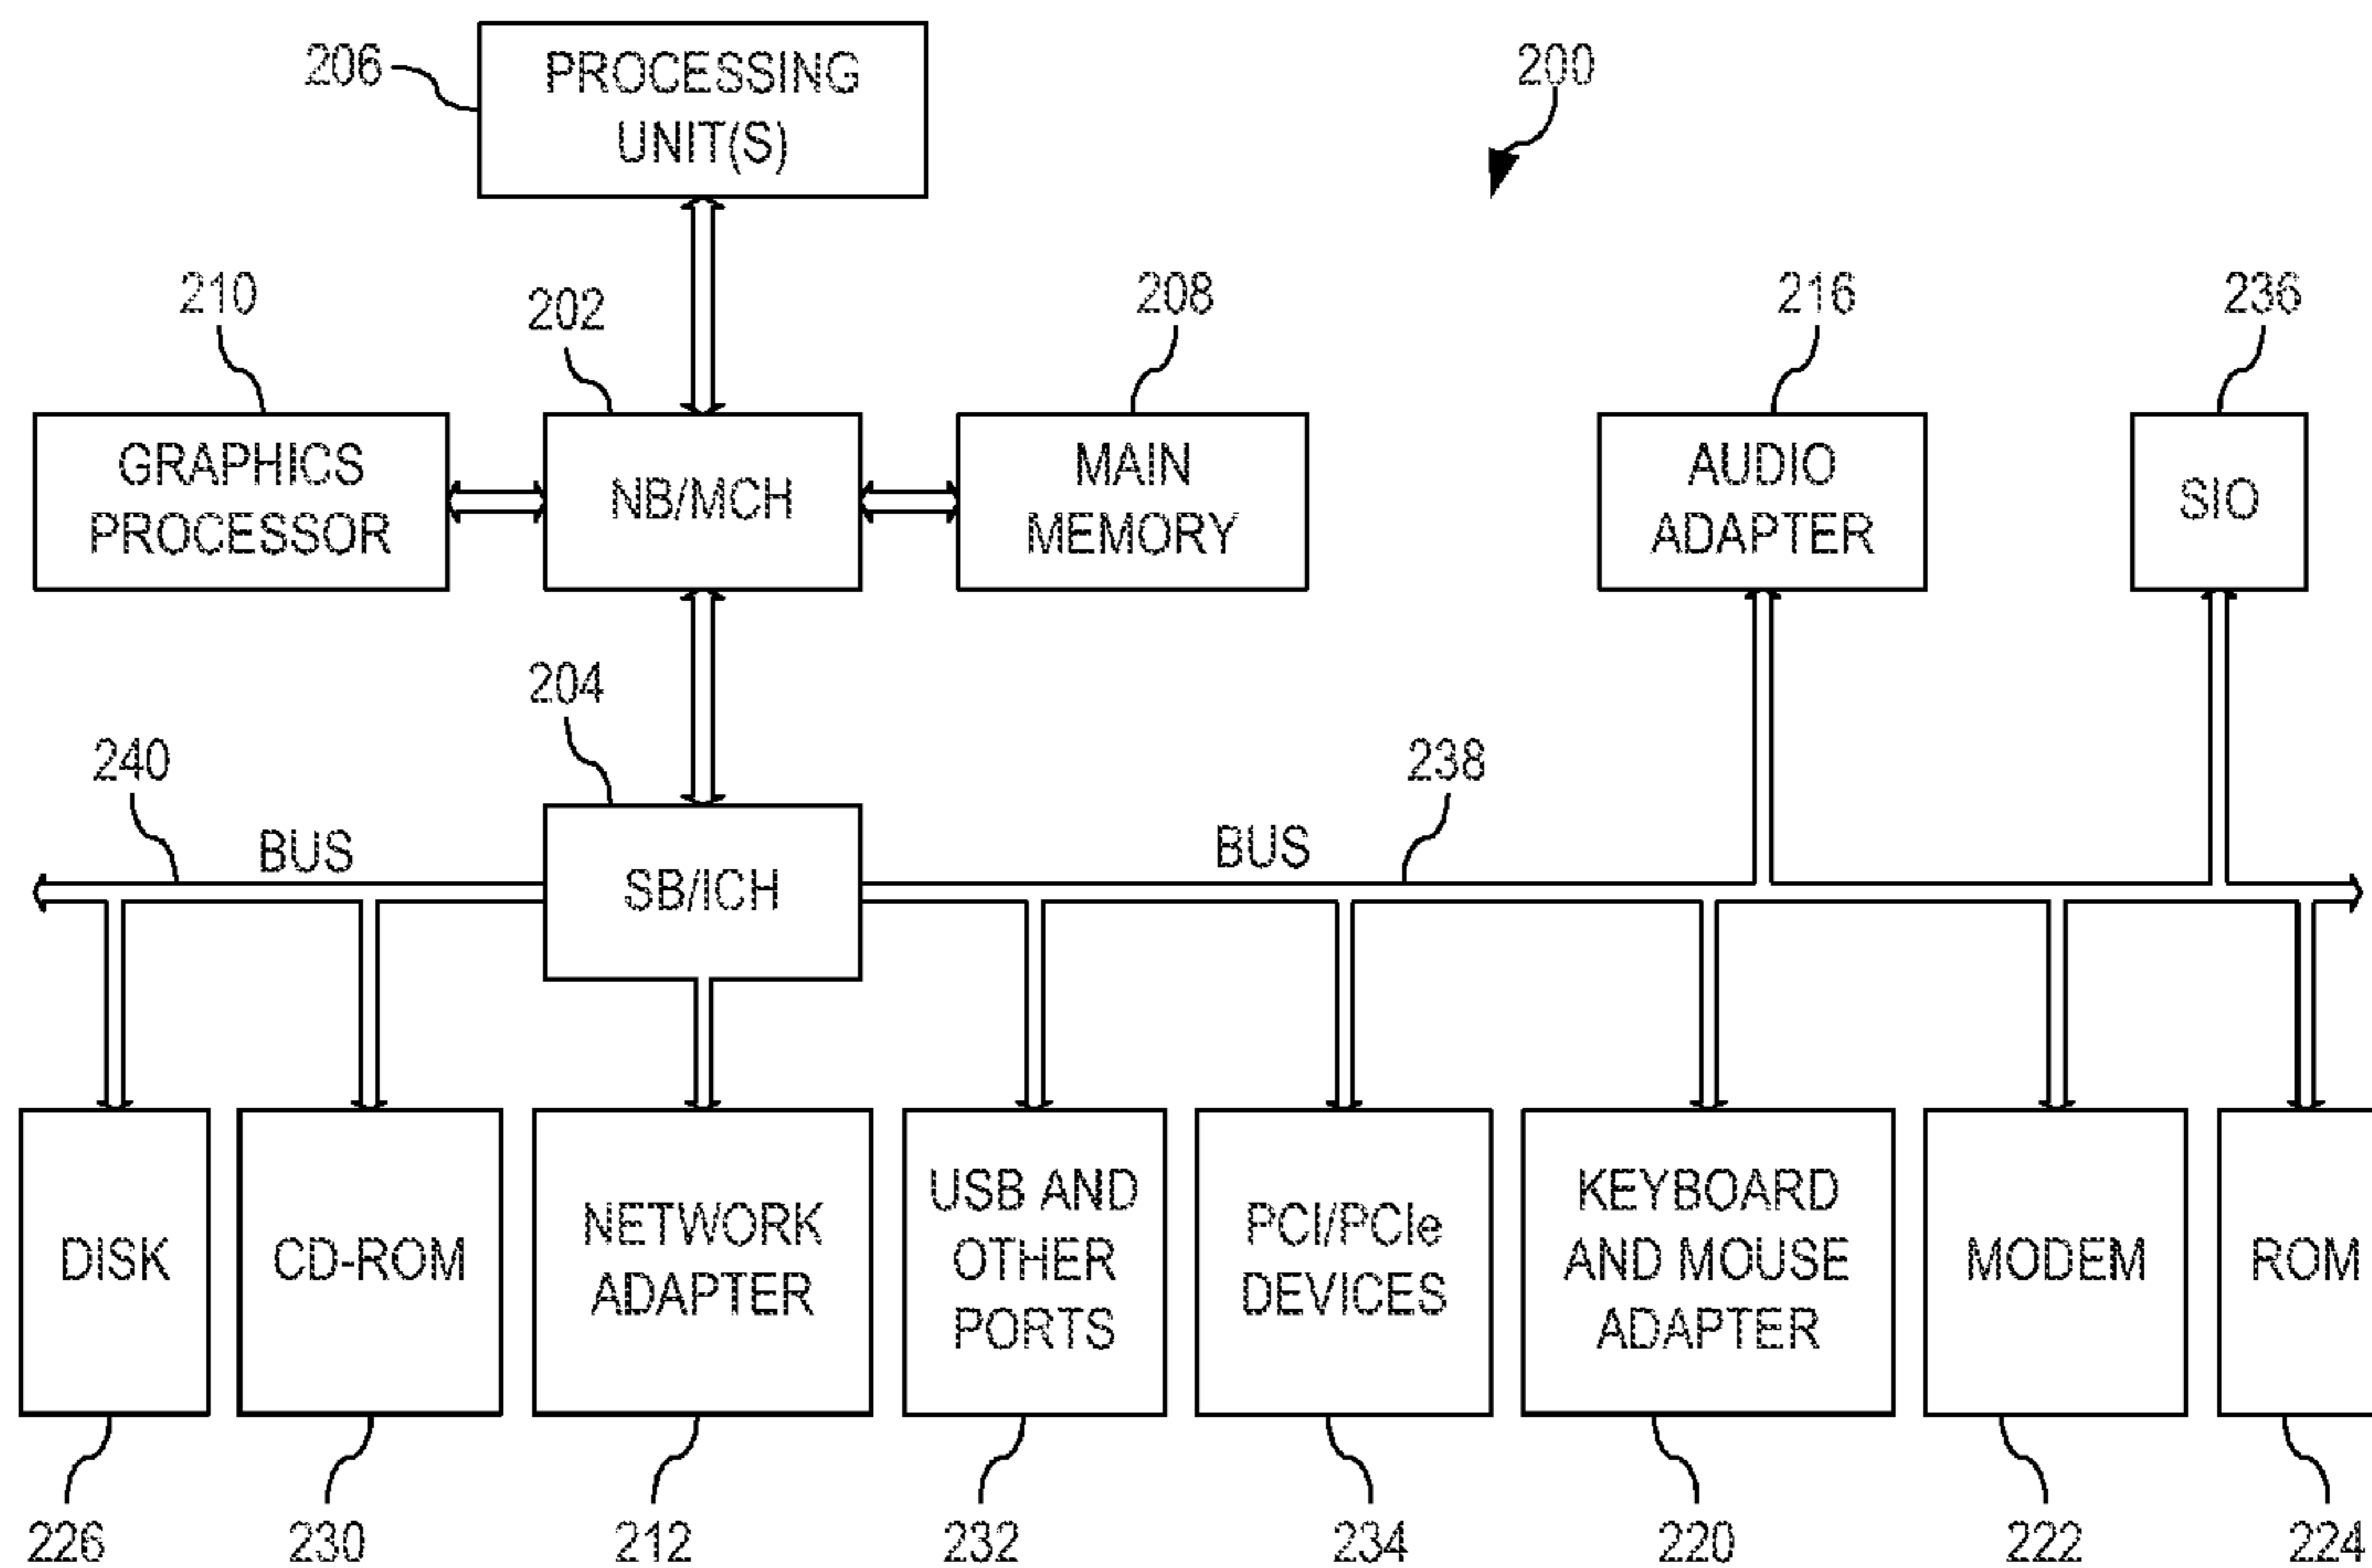 206
PROCESSING
UNIT(S)
200
210
202
208
216
236
GRAPHICS
PROCESSOR
NB/MCH
MAIN
MEMORY
AUDIO
ADAPTER
SIO
204
240
238
BUS
BUS
SB/ICH
DISK
CD-ROM
NETWORK
ADAPTER
USB AND
OTHER
PORTS
PCI/PCIe
DEVICES
KEYBOARD
AND MOUSE
ADAPTER
MODEM
ROM
226
230
212
232
234
220
222
224